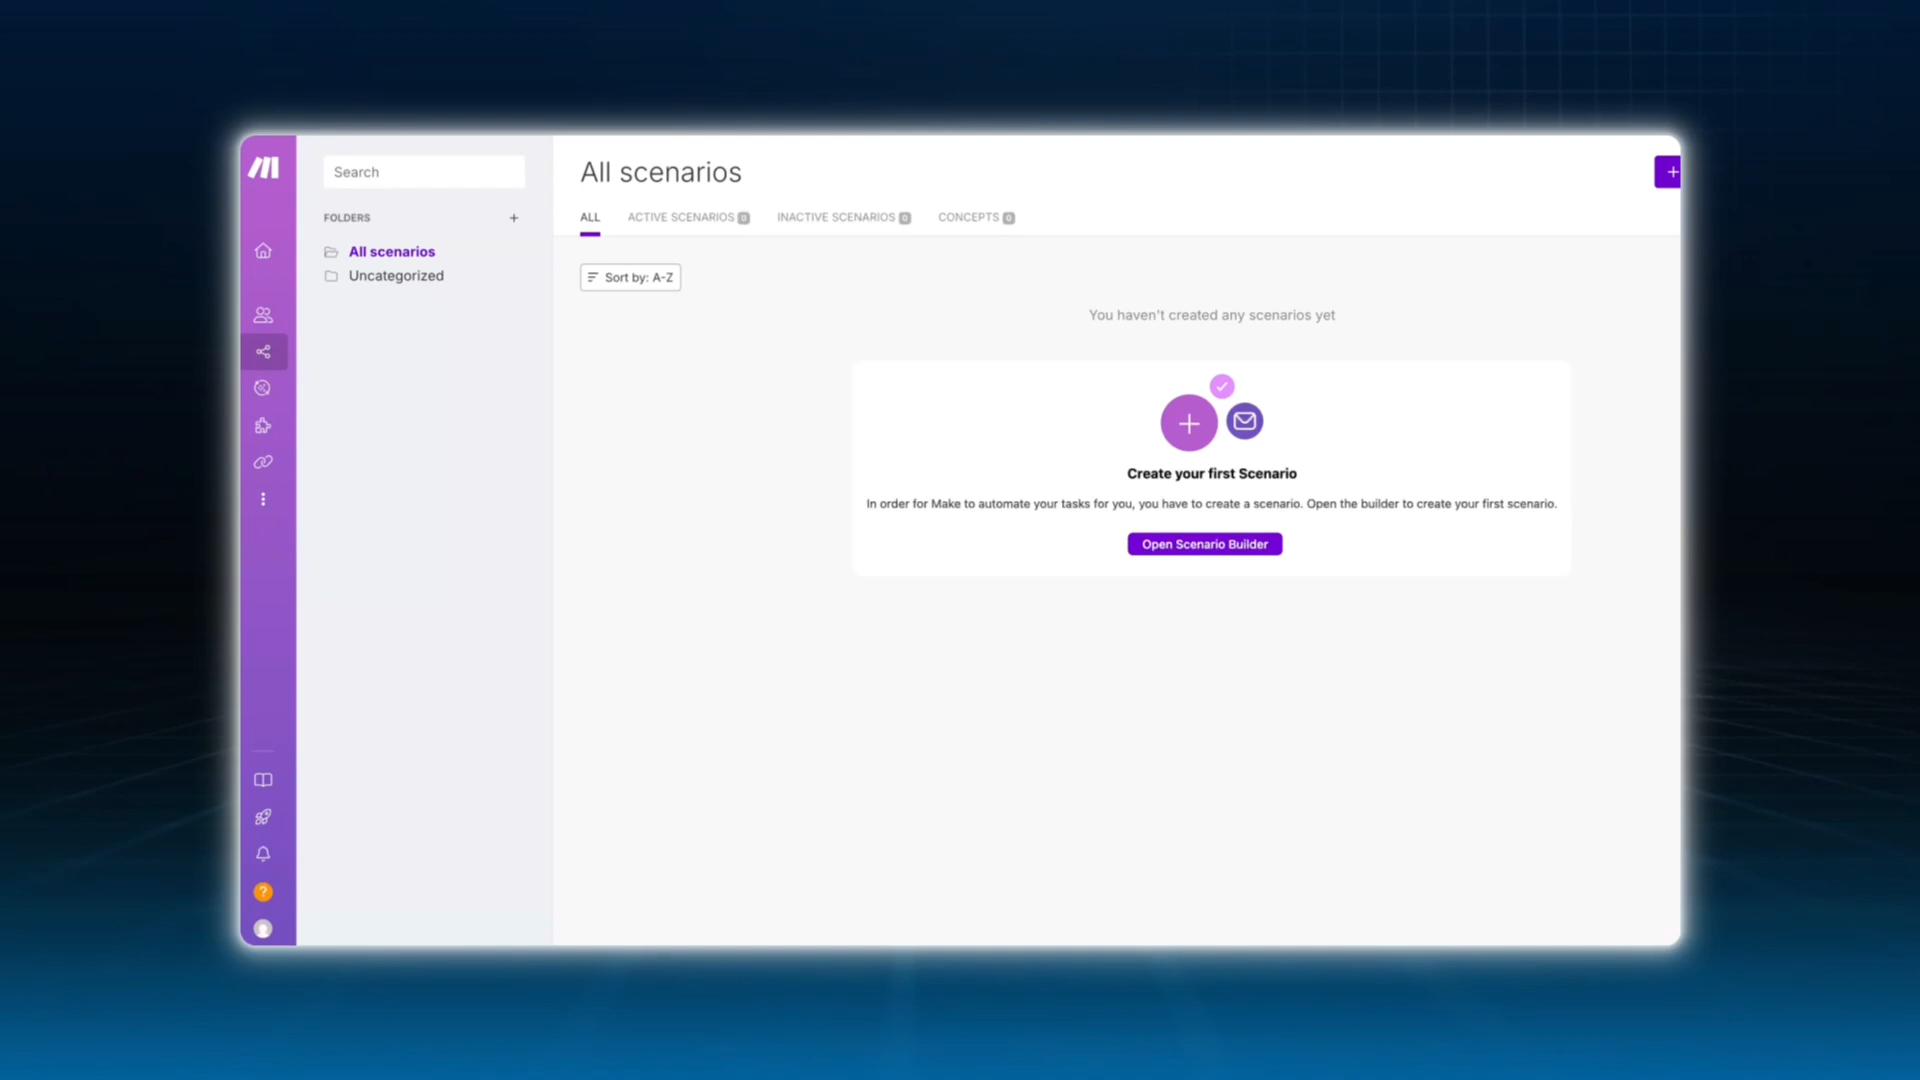 Search
FOLDERS +
All scenarios
Uncategorized
All scenarios
+
ALL ACTIVE SCENARIOS 0 INACTIVE SCENARIOS 0 CONCEPTS 0
Sort by: A-Z
You haven't created any scenarios yet
Create your first Scenario
In order for Make to automate your tasks for you, you have to create a scenario. Open the builder to create your first scenario.
Open Scenario Builder
?